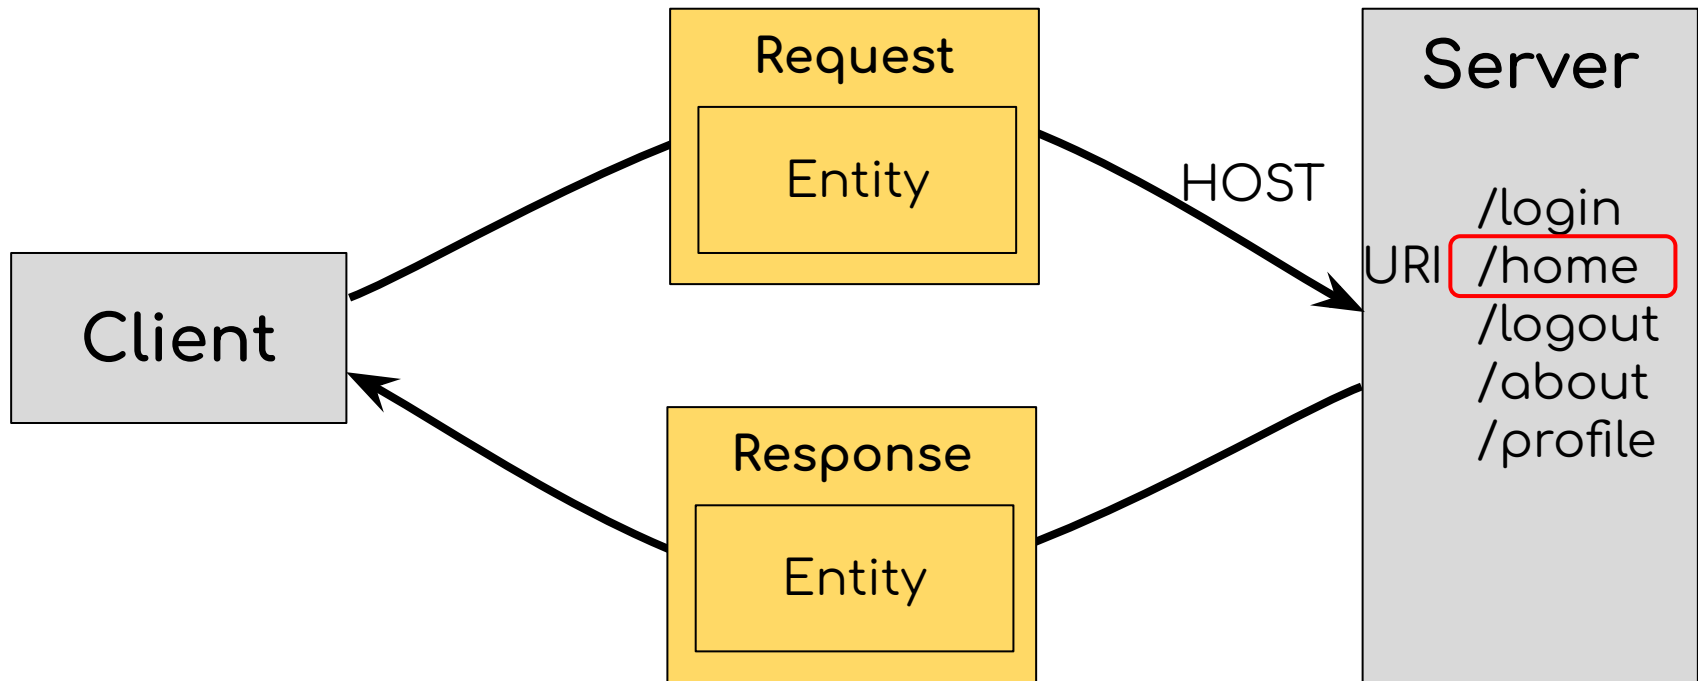 Request
Entity
Client
Response
Entity
HOST
Server
/login
URI /home
/logout
/about
/profile